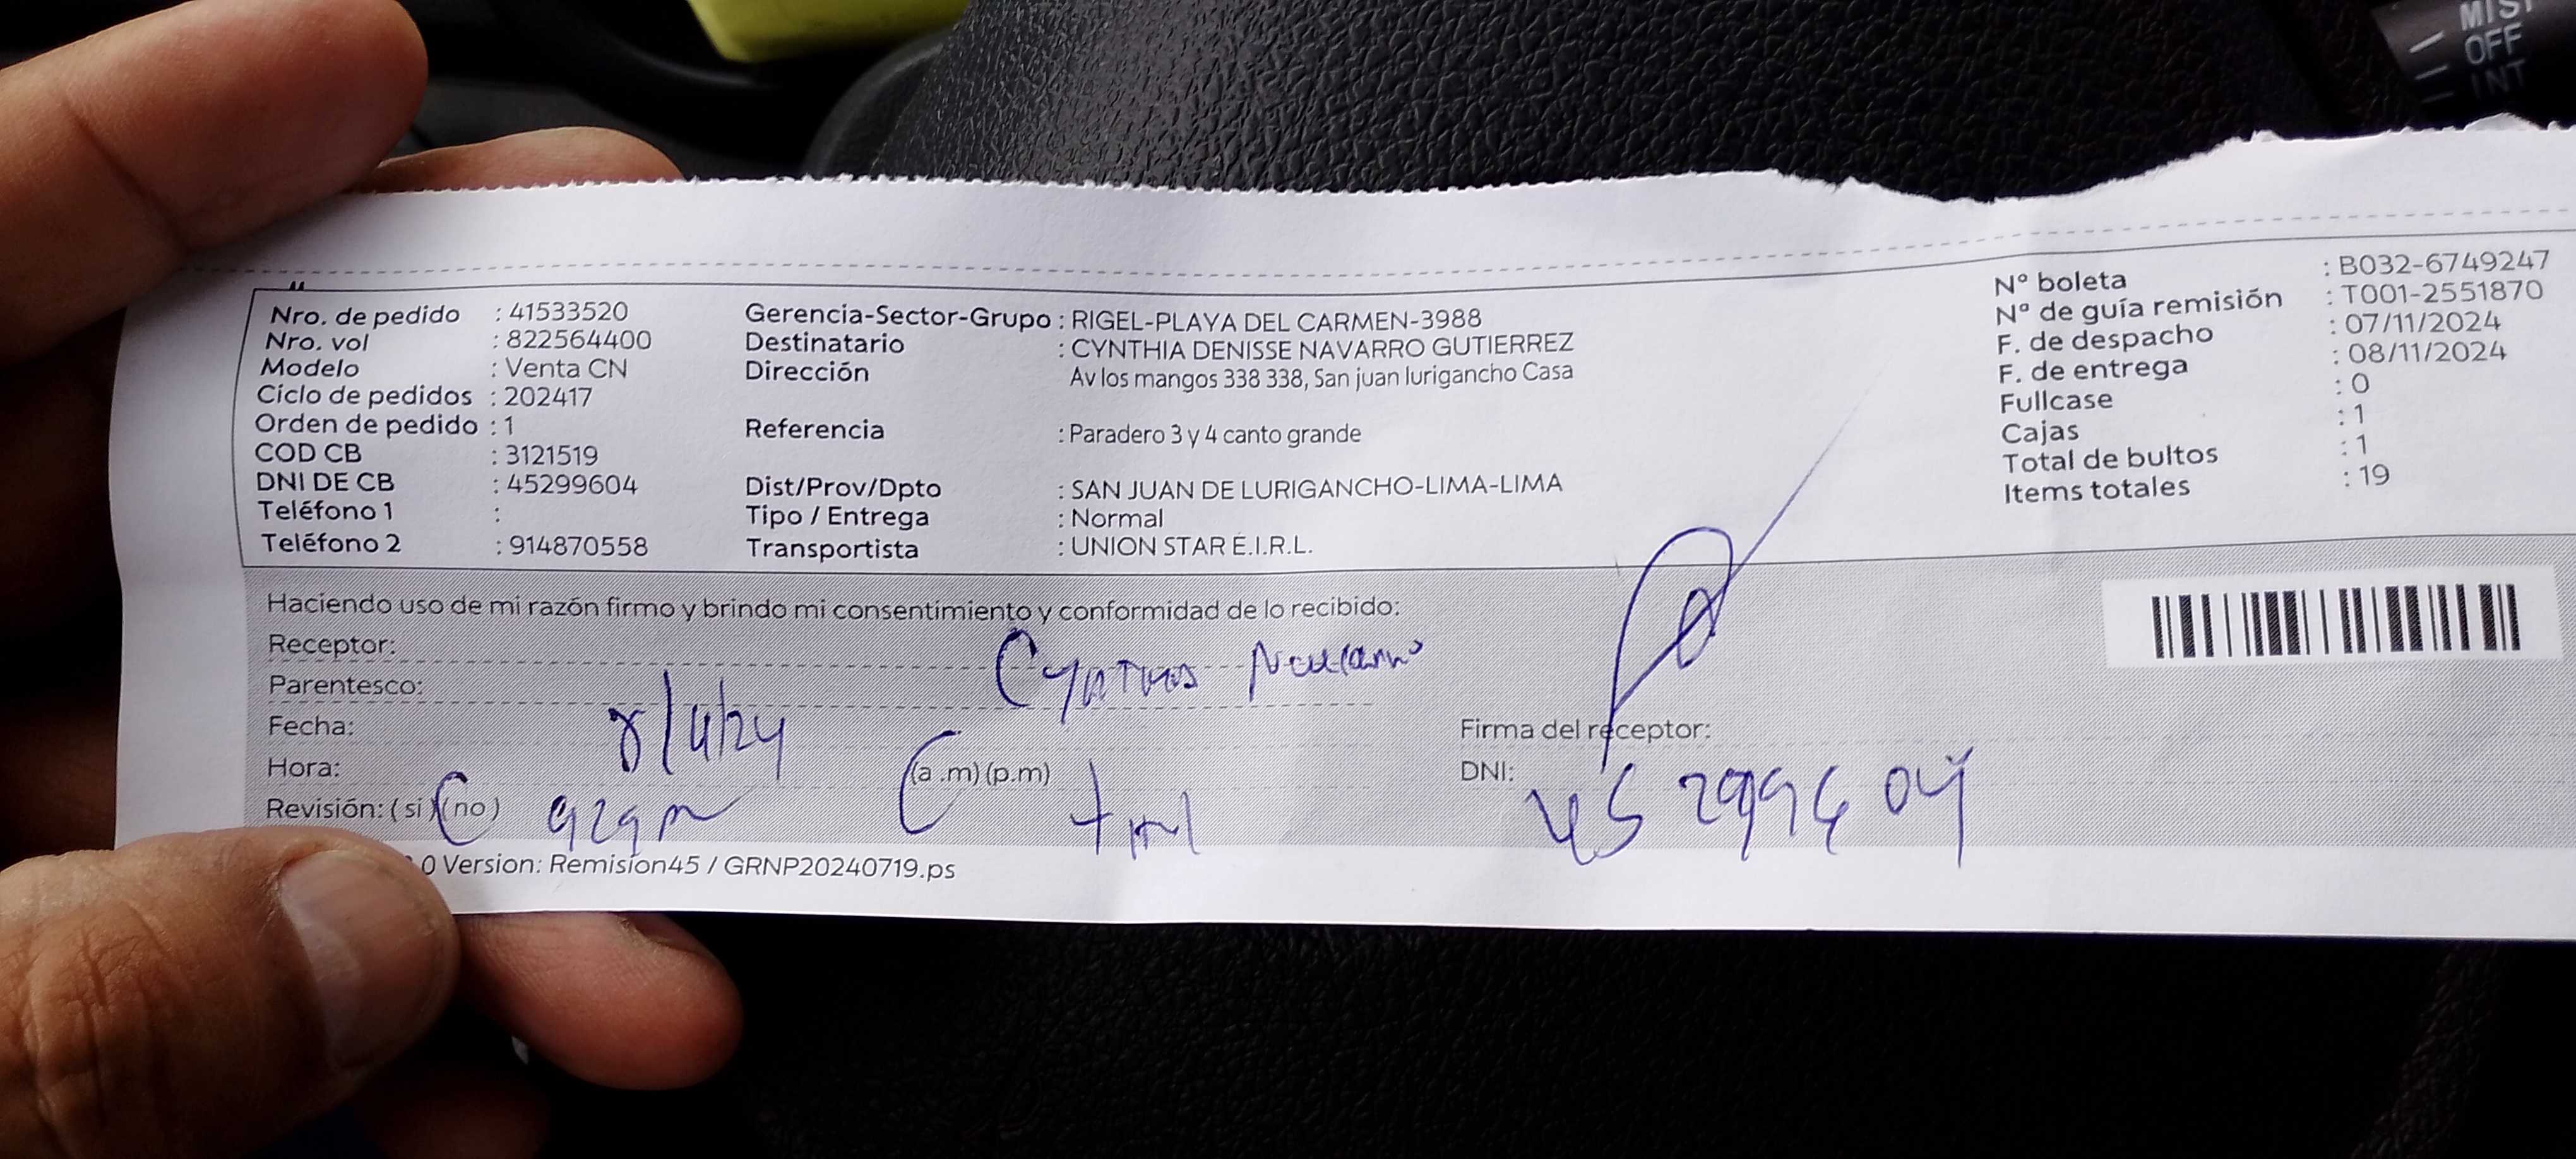 Nro. de pedido : 41533520
Nro. vol : 822564400
Modelo : Venta CN
Ciclo de pedidos : 202417
Orden de pedido : 1
COD CB : 3121519
DNI DE CB : 45299604
Teléfono 1 :
Teléfono 2 : 914870558
Gerencia-Sector-Grupo : RIGEL-PLAYA DEL CARMEN-3988
Destinatario : CYNTHIA DENISSE NAVARRO GUTIERREZ
Dirección Av los mangos 338 338, San juan lurigancho Casa
Referencia : Paradero 3 y 4 canto grande
Dist/Prov/Dpto : SAN JUAN DE LURIGANCHO-LIMA-LIMA
Tipo / Entrega : Normal
Transportista : UNION STAR E.I.R.L.
Nº boleta : B032-6749247
Nº de guía remisión : T001-2551870
F. de despacho : 07/11/2024
F. de entrega : 08/11/2024
Fullcase : 0
Cajas : 1
Total de bultos : 1
Items totales : 19
Haciendo uso de mi razón firmo y brindo mi consentimiento y conformidad de lo recibido:
Receptor:
Parentesco:
Fecha:
Hora: (a .m) (p.m)
Revisión: ( si ) (no )
Firma del receptor:
DNI:
0 Version: Remision45 / GRNP20240719.ps
OFF
INT